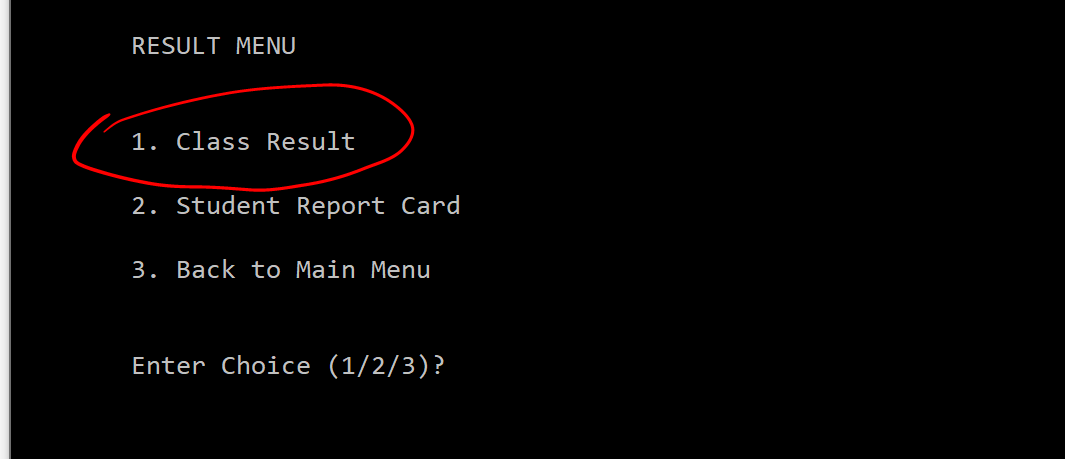 RESULT MENU
1. Class Result
2. Student Report Card
3. Back to Main Menu
Enter Choice (1/2/3)?